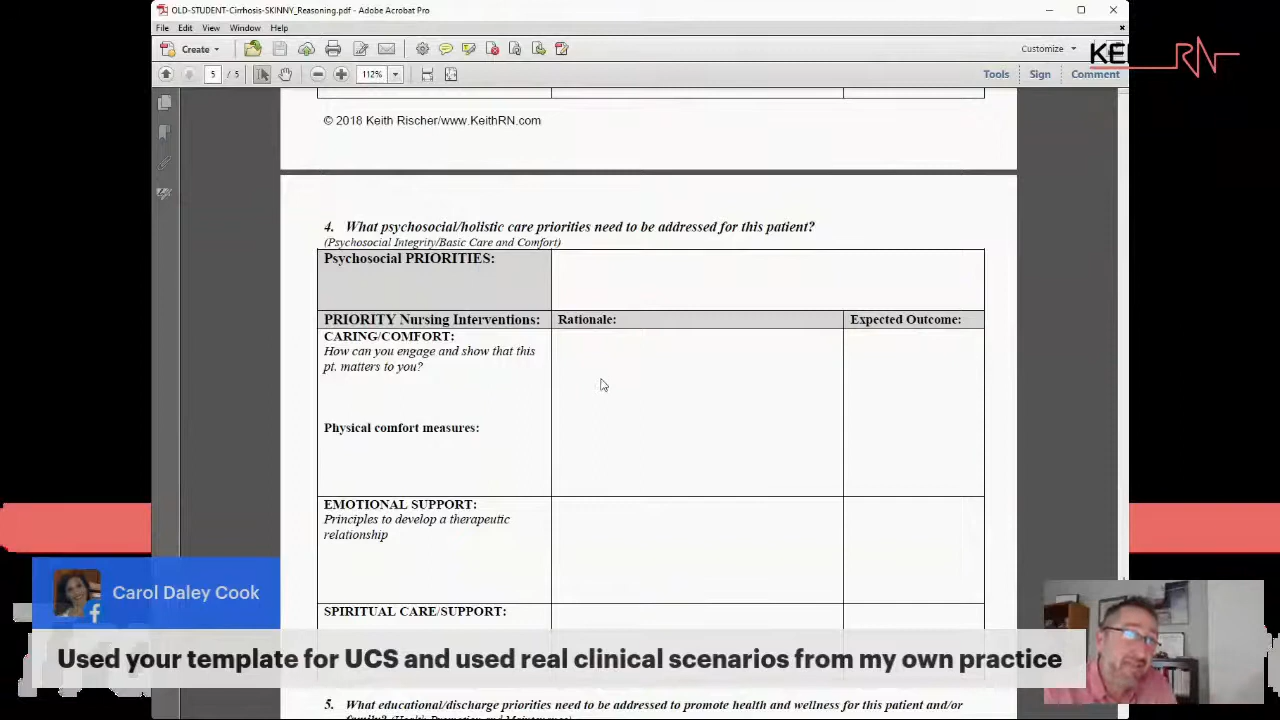 OLD-STUDENT-Cirrhosis-SKINNY_Reasoning.pdf - Adobe Acrobat Pro
File Edit View Window Help
Create
Customize
5 / 5
112%
Tools Sign Comment
RN
© 2018 Keith Rischer/www.KeithRN.com
4. What psychosocial/holistic care priorities need to be addressed for this patient?
(Psychosocial Integrity/Basic Care and Comfort)
Psychosocial PRIORITIES:
PRIORITY Nursing Interventions: Rationale: Expected Outcome:
CARING/COMFORT:
How can you engage and show that this
pt. matters to you?
Physical comfort measures:
EMOTIONAL SUPPORT:
Principles to develop a therapeutic
relationship
SPIRITUAL CARE/SUPPORT:
Carol Daley Cook
Used your template for UCS and used real clinical scenarios from my own practice
5. What educational/discharge priorities need to be addressed to promote health and wellness for this patient and/or
family? (Health Promotion and Maintenance)